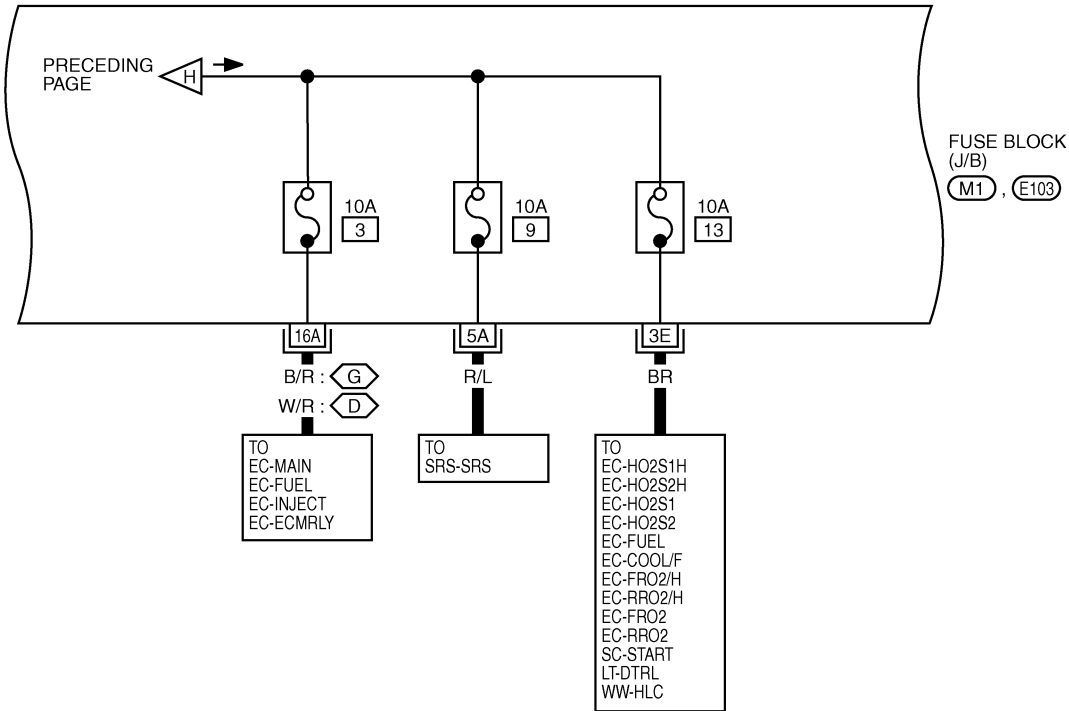 PRECEDING
PAGE
H
FUSE BLOCK
(J/B)
M1 , E103
10A
3
10A
9
10A
13
16A
5A
3E
B/R : G
W/R : D
R/L
BR
TO
EC-MAIN
EC-FUEL
EC-INJECT
EC-ECMRLY
TO
SRS-SRS
TO
EC-HO2S1H
EC-HO2S2H
EC-HO2S1
EC-HO2S2
EC-FUEL
EC-COOL/F
EC-FRO2/H
EC-RRO2/H
EC-FRO2
EC-RRO2
SC-START
LT-DTRL
WW-HLC